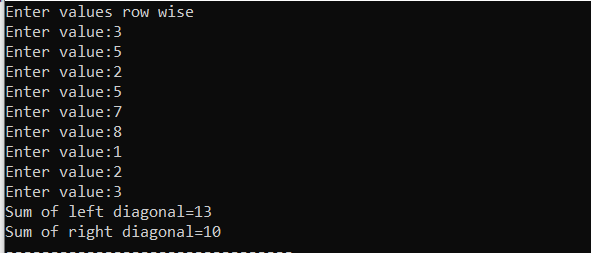 Enter values row wise
Enter value:3
Enter value:5
Enter value:2
Enter value:5
Enter value:7
Enter value:8
Enter value:1
Enter value:2
Enter value:3
Sum of left diagonal=13
Sum of right diagonal=10
--------------------------------